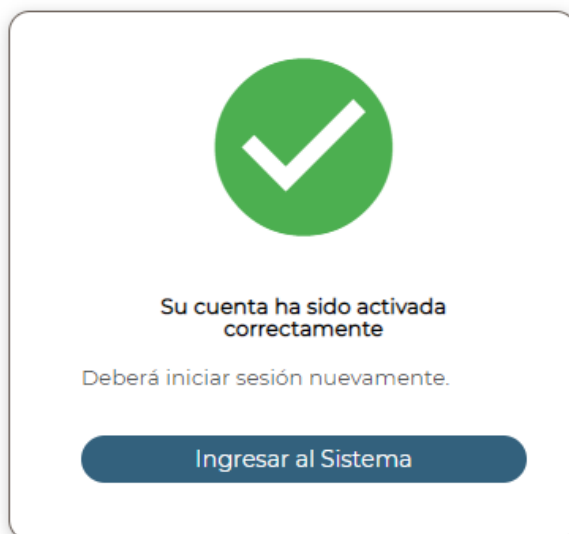 Su cuenta ha sido activada
correctamente
Deberá iniciar sesión nuevamente.
Ingresar al Sistema